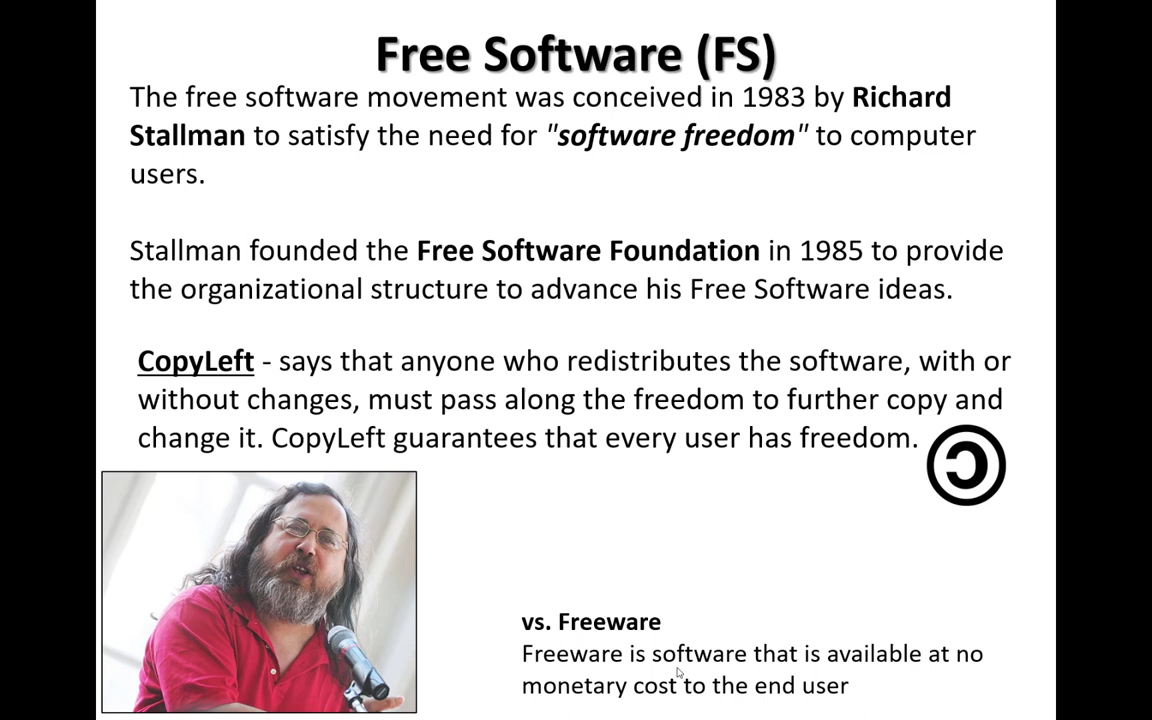 Free Software (FS)
The free software movement was conceived in 1983 by Richard
Stallman to satisfy the need for "software freedom" to computer
users.
Stallman founded the Free Software Foundation in 1985 to provide
the organizational structure to advance his Free Software ideas.
CopyLeft - says that anyone who redistributes the software, with or
without changes, must pass along the freedom to further copy and
change it. CopyLeft guarantees that every user has freedom.
vs. Freeware
Freeware is software that is available at no
monetary cost to the end user